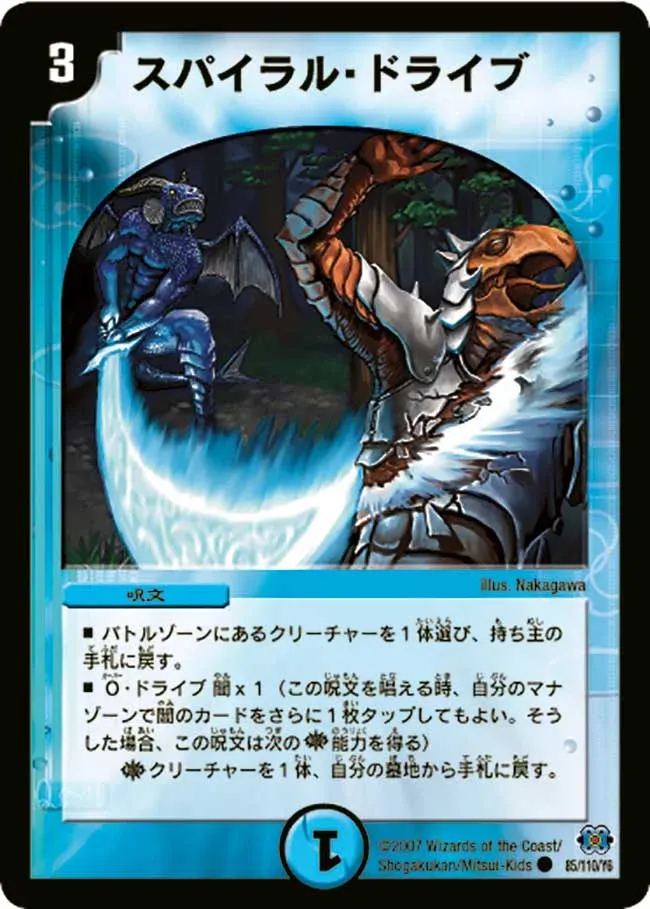 3
スパイラル・ドライブ
illus. Nakagawa
呪文
■ バトルゾーンにあるクリーチャーを１体選び、持ち主の
手札に戻す。
■ O・ドライブ 闇x１（この呪文を唱える時、自分のマナ
ゾーンで闇のカードをさらに１枚タップしてもよい。そう
した場合、この呪文は次の能力を得る）
クリーチャーを１体、自分の墓地から手札に戻す。
1
©2007 Wizards of the Coast/
Shogakukan/Mitsui-Kids ● 85/110/Y6